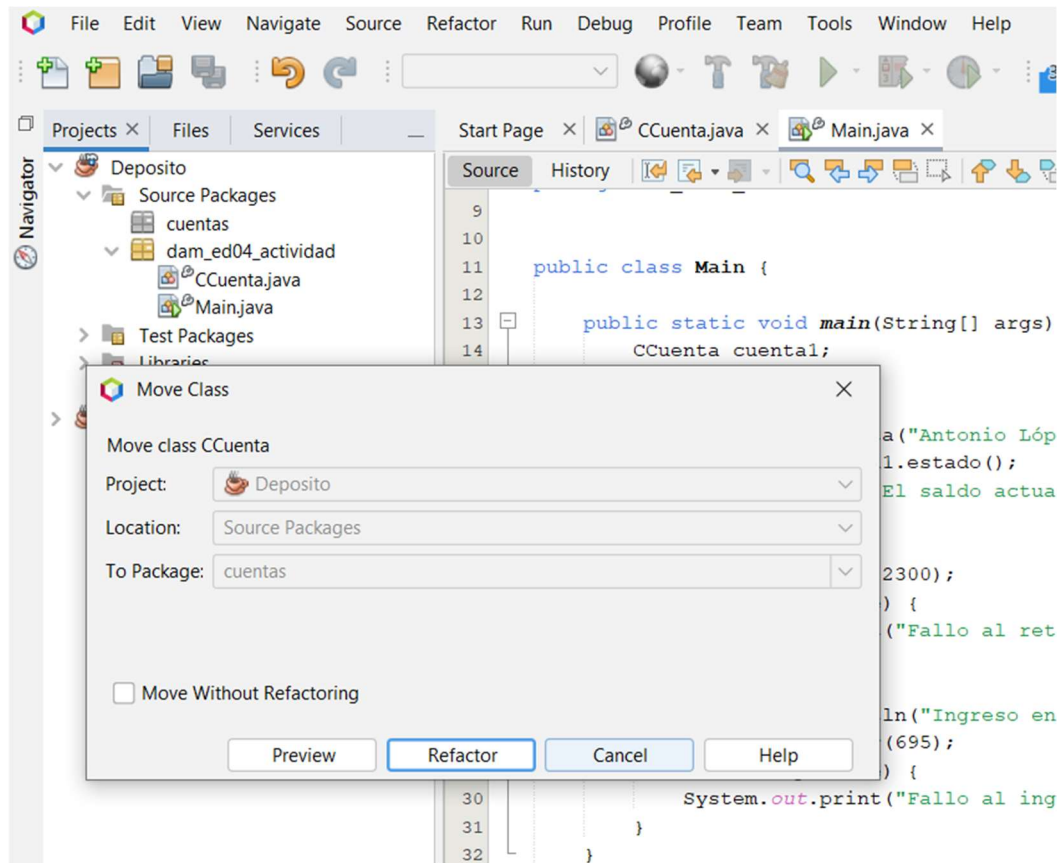 File Edit View Navigate Source Refactor Run Debug Profile Team Tools Window Help
Projects Files Services
Start Page CCuenta.java Main.java
Navigator
Source History
Deposito
Source Packages
cuentas
dam_ed04_actividad
CCuenta.java
Main.java
Test Packages
Libraries
9
10
11 public class Main {
12
13 public static void main(String[] args)
14 CCuenta cuenta1;
a("Antonio Lóp
1.estado();
El saldo actua
2300);
) {
("Fallo al ret
ln("Ingreso en
(695);
) {
30 System.out.print("Fallo al ing
31 }
32 }
Move Class
Move class CCuenta
Project: Deposito
Location: Source Packages
To Package: cuentas
Move Without Refactoring
Preview Refactor Cancel Help